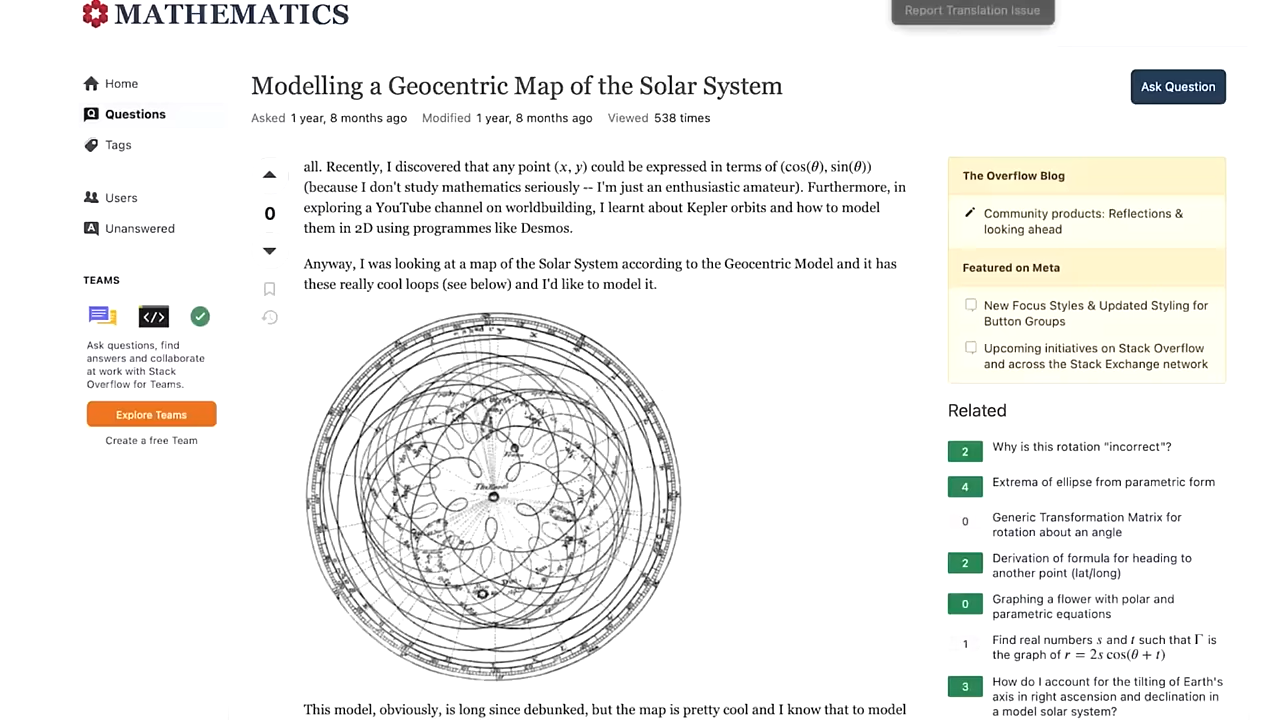 MATHEMATICS
Report Translation Issue
Home
Questions
Tags
Users
Unanswered
TEAMS
Ask questions, find
answers and collaborate
at work with Stack
Overflow for Teams.
Explore Teams
Create a free Team
Modelling a Geocentric Map of the Solar System
Ask Question
Asked 1 year, 8 months ago Modified 1 year, 8 months ago Viewed 538 times
0
all. Recently, I discovered that any point (x, y) could be expressed in terms of (cos(θ), sin(θ))
(because I don't study mathematics seriously -- I'm just an enthusiastic amateur). Furthermore, in
exploring a YouTube channel on worldbuilding, I learnt about Kepler orbits and how to model
them in 2D using programmes like Desmos.
Anyway, I was looking at a map of the Solar System according to the Geocentric Model and it has
these really cool loops (see below) and I'd like to model it.
This model, obviously, is long since debunked, but the map is pretty cool and I know that to model
The Overflow Blog
Community products: Reflections &
looking ahead
Featured on Meta
New Focus Styles & Updated Styling for
Button Groups
Upcoming initiatives on Stack Overflow
and across the Stack Exchange network
Related
2 Why is this rotation "incorrect"?
4 Extrema of ellipse from parametric form
0 Generic Transformation Matrix for
rotation about an angle
2 Derivation of formula for heading to
another point (lat/long)
0 Graphing a flower with polar and
parametric equations
1 Find real numbers s and t such that Γ is
the graph of r = 2s cos(θ + t)
3 How do I account for the tilting of Earth's
axis in right ascension and declination in
a model solar system?